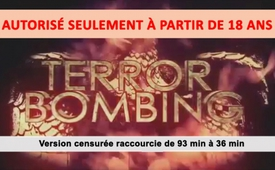 AUTORISÉ SEULEMENT À PARTIR DE 18 ANS
TERROR
BOMBING
Version censurée raccourcie de 93 min à 36 min